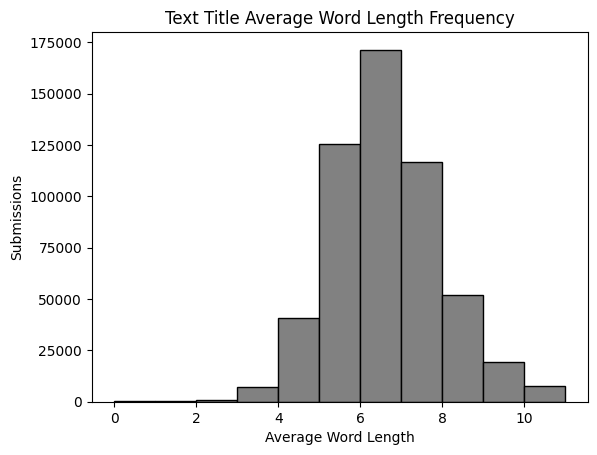 Text Title Average Word Length Frequency
Submissions
175000
150000
125000
100000
75000
50000
25000
0
0 2 4 6 8 10
Average Word Length